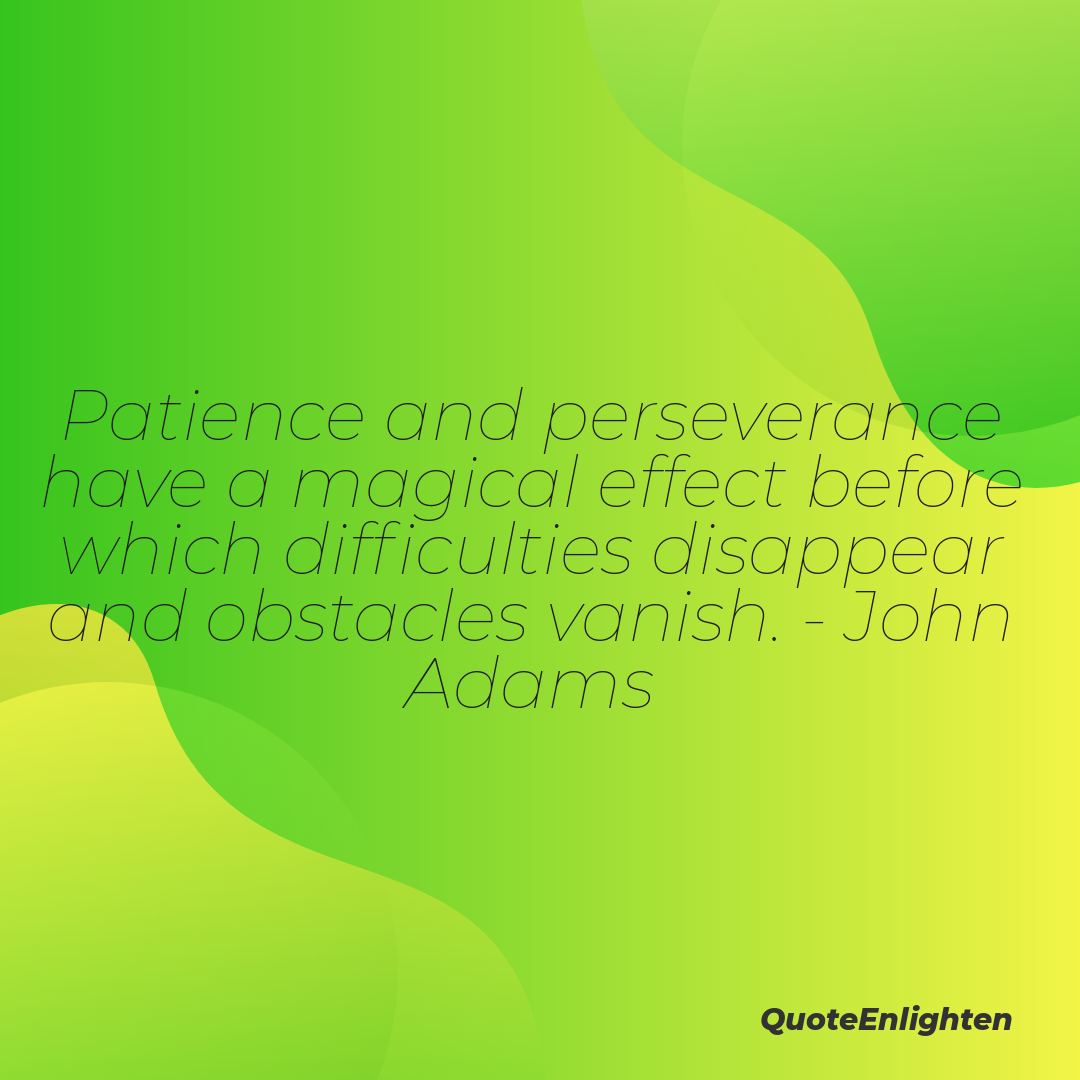 Patience and perseverance
have a magical effect before
which difficulties disappear
and obstacles vanish. - John
Adams
QuoteEnlighten